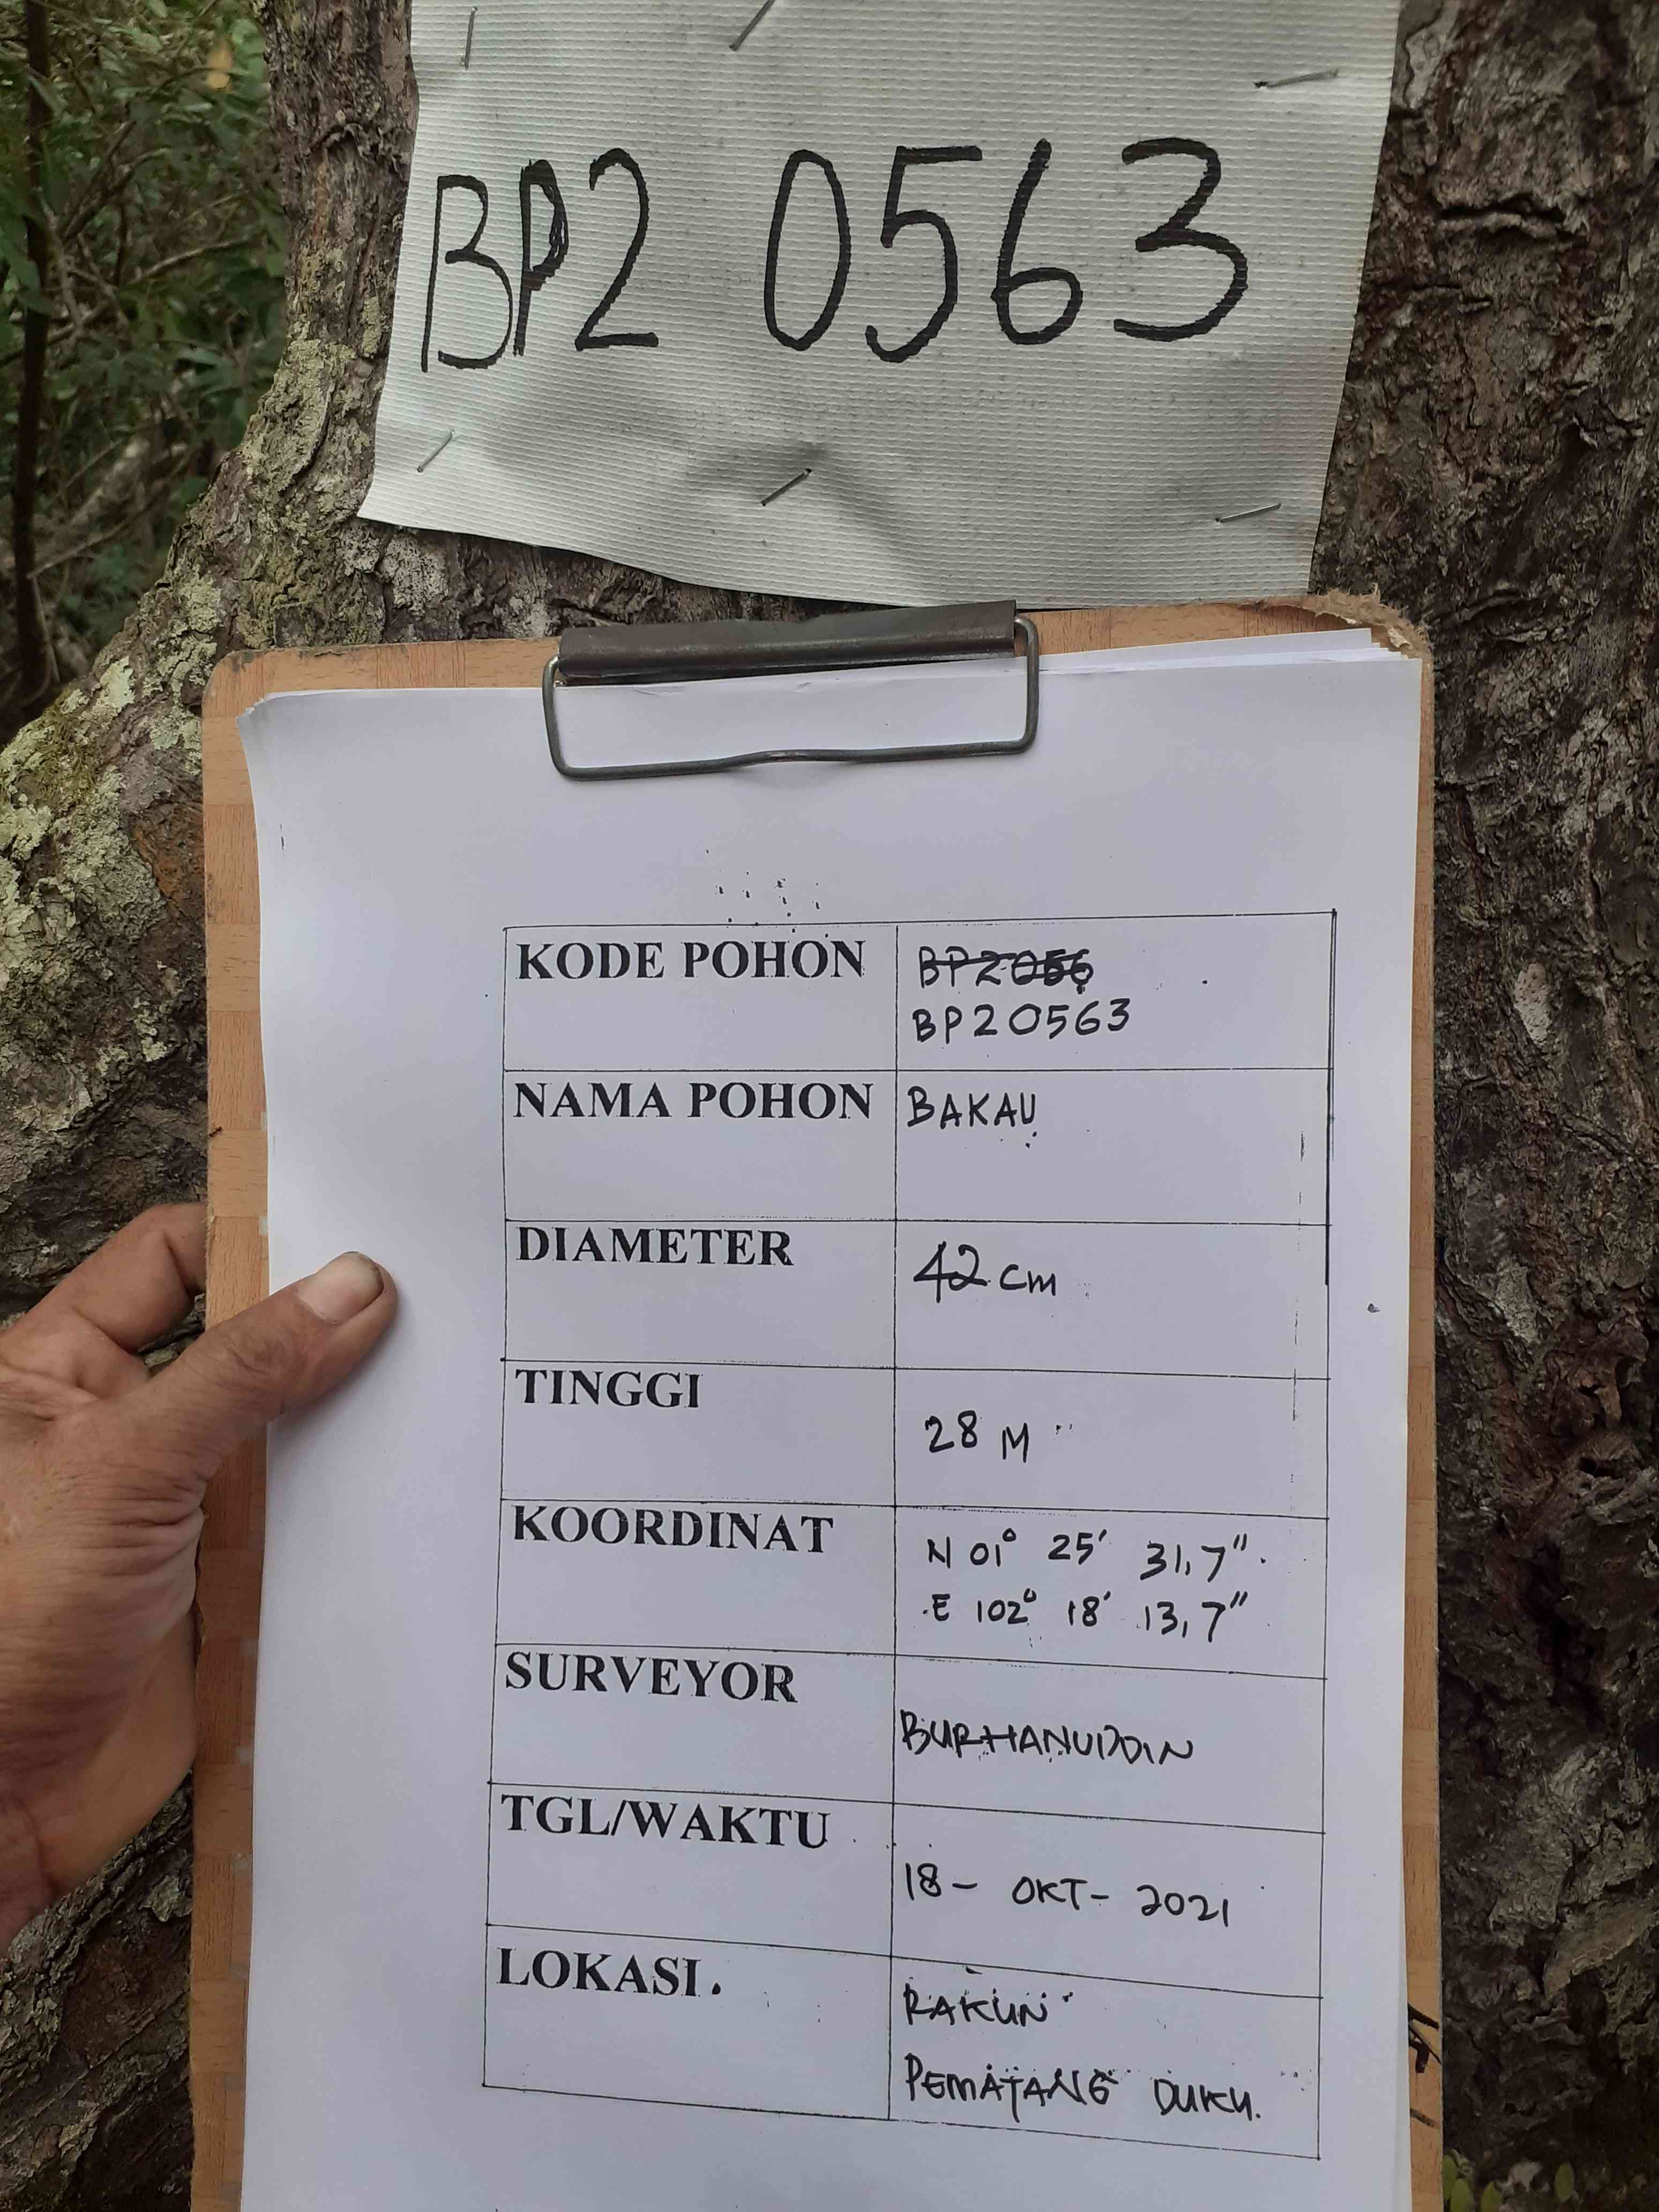 BP2 0563
KODE POHON
BP2056
BP20563
NAMA POHON
BAKAU
DIAMETER
42 cm
TINGGI
28 M
KOORDINAT
N 01° 25' 31,7"
E 102° 18' 13,7"
SURVEYOR
BURHANUDDIN
TGL/WAKTU
18- OKT- 2021
LOKASI.
RAKUN
PEMATANG DUKU.